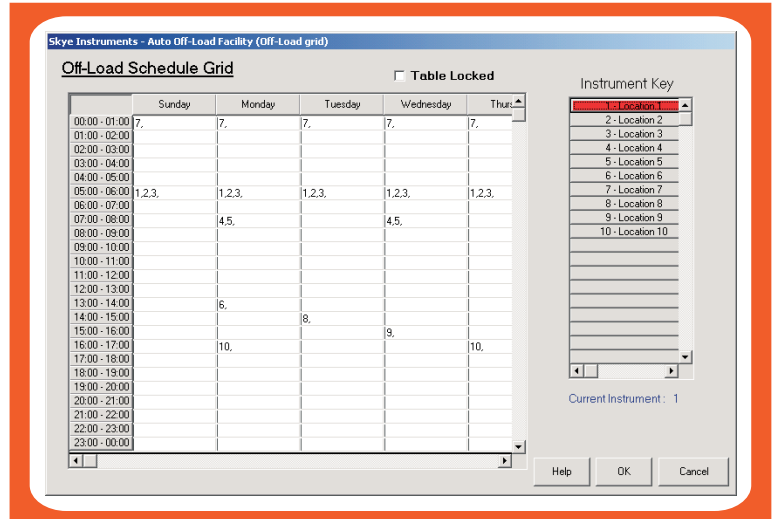 Skye Instruments - Auto Off-Load Facility (Off-Load grid)
Off-Load Schedule Grid
Table Locked
Instrument Key
Sunday Monday Tuesday Wednesday Thurs
00:00 - 01:00 7, 7, 7, 7, 7,
01:00 - 02:00
02:00 - 03:00
03:00 - 04:00
04:00 - 05:00
05:00 - 06:00 1,2,3, 1,2,3, 1,2,3, 1,2,3, 1,2,3,
06:00 - 07:00
07:00 - 08:00 4,5, 4,5,
08:00 - 09:00
09:00 - 10:00
10:00 - 11:00
11:00 - 12:00
12:00 - 13:00
13:00 - 14:00 6,
14:00 - 15:00 8,
15:00 - 16:00 9,
16:00 - 17:00 10, 10,
17:00 - 18:00
18:00 - 19:00
19:00 - 20:00
20:00 - 21:00
21:00 - 22:00
22:00 - 23:00
23:00 - 00:00
1 - Location 1
2 - Location 2
3 - Location 3
4 - Location 4
5 - Location 5
6 - Location 6
7 - Location 7
8 - Location 8
9 - Location 9
10 - Location 10
Current Instrument : 1
Help OK Cancel